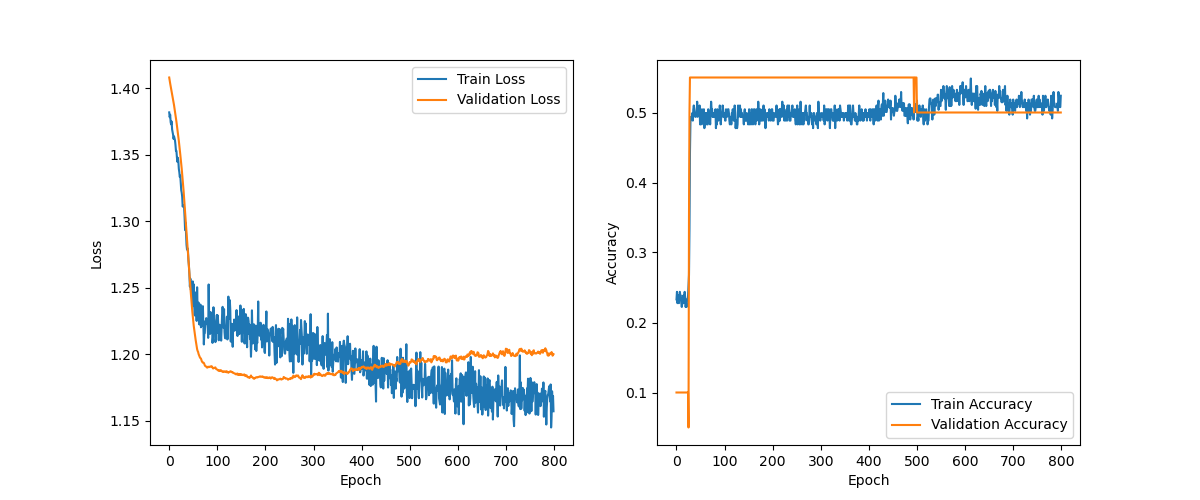 1.40
1.35
1.30
1.25
1.20
1.15
Loss
0 100 200 300 400 500 600 700 800
Epoch
Train Loss
Validation Loss
0.5
0.4
0.3
0.2
0.1
Accuracy
0 100 200 300 400 500 600 700 800
Epoch
Train Accuracy
Validation Accuracy